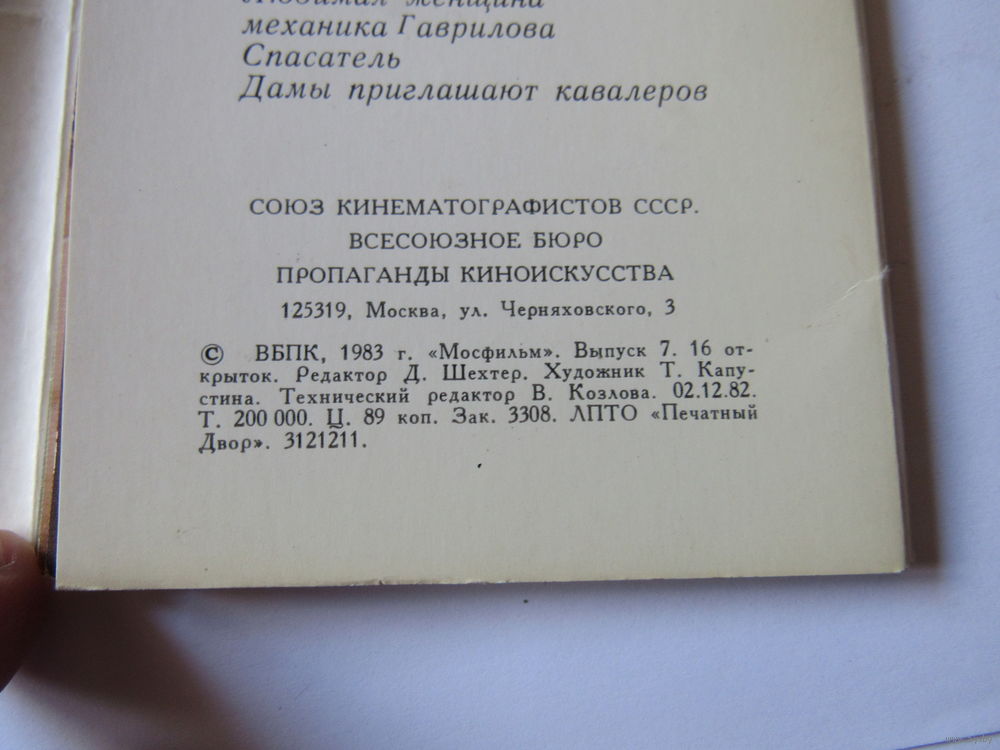 Любимая женщина
механика Гаврилова
Спасатель
Дамы приглашают кавалеров
СОЮЗ КИНЕМАТОГРАФИСТОВ СССР.
ВСЕСОЮЗНОЕ БЮРО
ПРОПАГАНДЫ КИНОИСКУССТВА
125319, Москва, ул. Черняховского, 3
© ВБПК, 1983 г. «Мосфильм». Выпуск 7. 16 от-
крыток. Редактор Д. Шехтер. Художник Т. Капу-
стина. Технический редактор В. Козлова. 02.12.82.
Т. 200 000. Ц. 89 коп. Зак. 3308. ЛПТО «Печатный
Двор». 3121211.